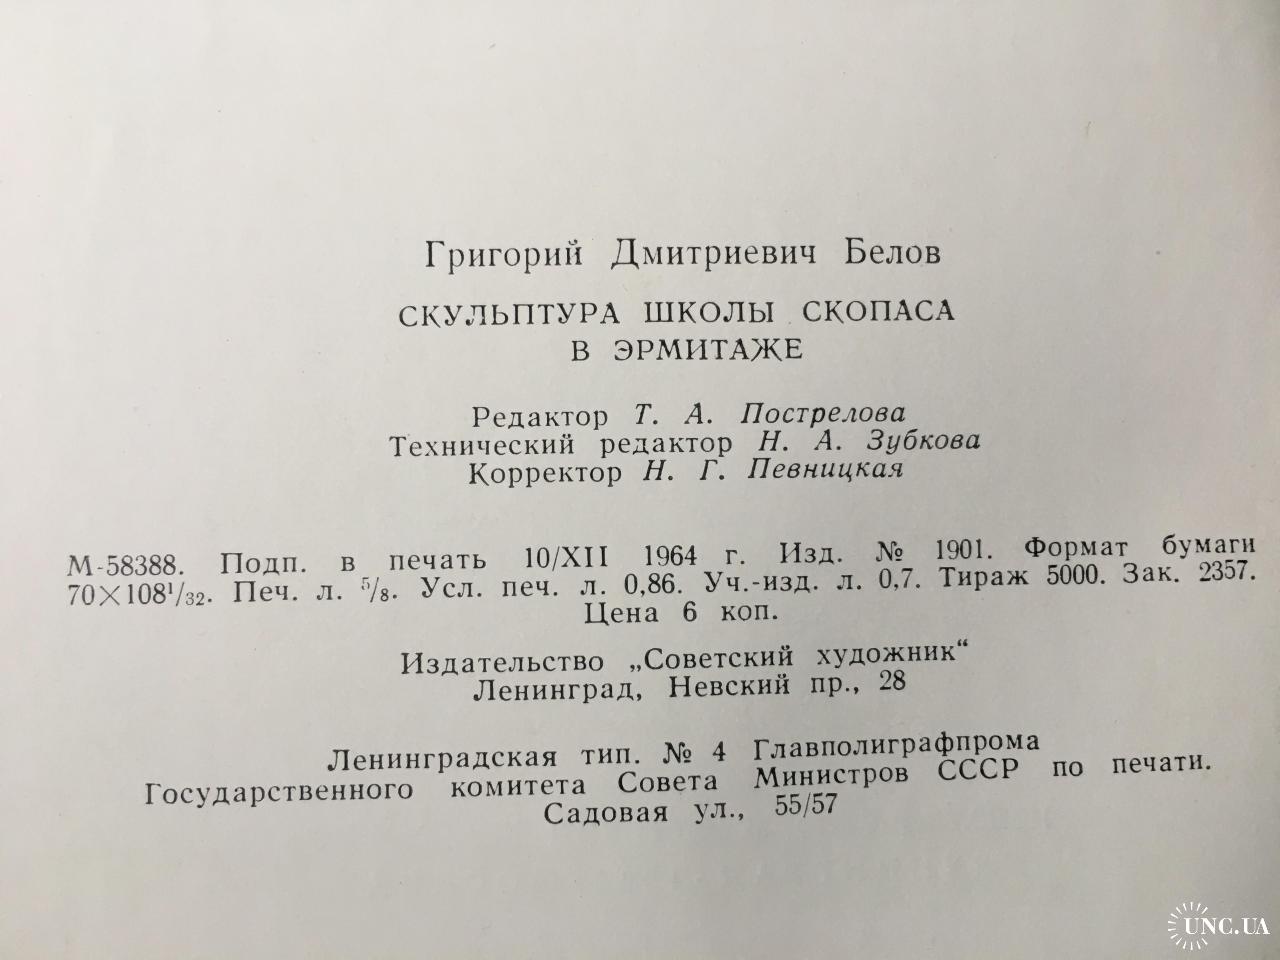 Григорий Дмитриевич Белов
СКУЛЬПТУРА ШКОЛЫ СКОПАСА
В ЭРМИТАЖЕ
Редактор Т. А. Пострелова
Технический редактор Н. А. Зубкова
Корректор Н. Г. Певницкая
М-58388. Подп. в печать 10/XII 1964 г. Изд. № 1901. Формат бумаги
70×108¹/₃₂. Печ. л. ⁵/₈. Усл. печ. л. 0,86. Уч.-изд. л. 0,7. Тираж 5000. Зак. 2357.
Цена 6 коп.
Издательство „Советский художник“
Ленинград, Невский пр., 28
Ленинградская тип. № 4 Главполиграфпрома
Государственного комитета Совета Министров СССР по печати.
Садовая ул., 55/57
UNC.UA